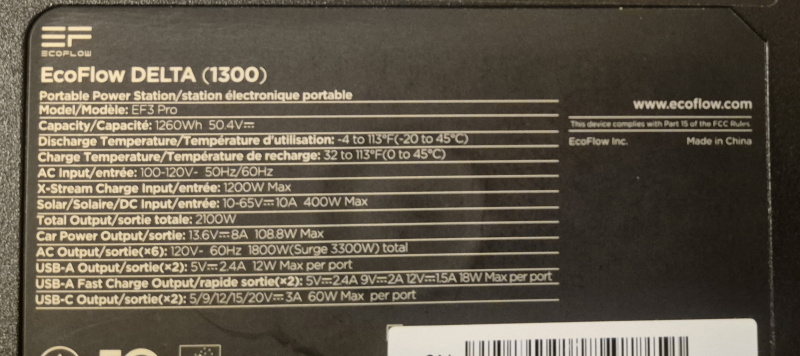 EF
ECOFLOW
EcoFlow DELTA (1300)
Portable Power Station/station électronique portable
Model/Modèle: EF3 Pro
Capacity/Capacité: 1260Wh 50.4V⎓
Discharge Temperature/Température d'utilisation: -4 to 113°F(-20 to 45°C)
Charge Temperature/Température de recharge: 32 to 113°F(0 to 45°C)
AC Input/entrée: 100-120V~ 50Hz/60Hz
X-Stream Charge Input/entrée: 1200W Max
Solar/Solaire/DC Input/entrée: 10-65V⎓10A 400W Max
Total Output/sortie totale: 2100W
Car Power Output/sortie: 13.6V⎓8A 108.8W Max
AC Output/sortie(×6): 120V~ 60Hz 1800W(Surge 3300W) total
USB-A Output/sortie(×2): 5V⎓2.4A 12W Max per port
USB-A Fast Charge Output/rapide sortie(×2): 5V⎓2.4A 9V⎓2A 12V⎓1.5A 18W Max per port
USB-C Output/sortie(×2): 5/9/12/15/20V⎓3A 60W Max per port
www.ecoflow.com
This device complies with Part 15 of the FCC Rules
EcoFlow Inc. Made in China